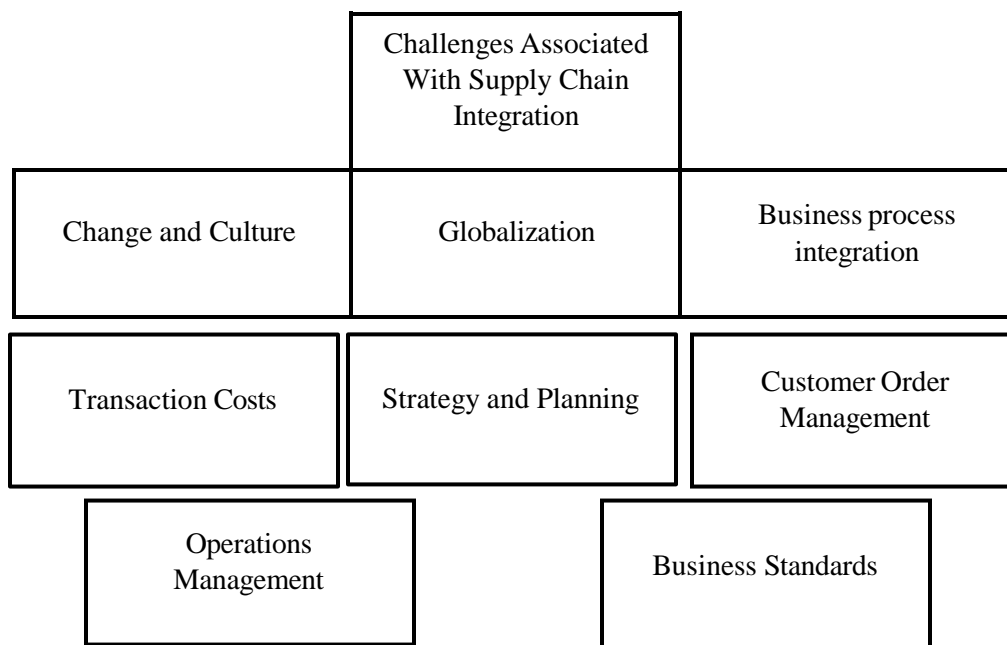 Challenges Associated
With Supply Chain
Integration
Change and Culture
Globalization
Business process
integration
Transaction Costs
Strategy and Planning
Customer Order
Management
Operations
Management
Business Standards